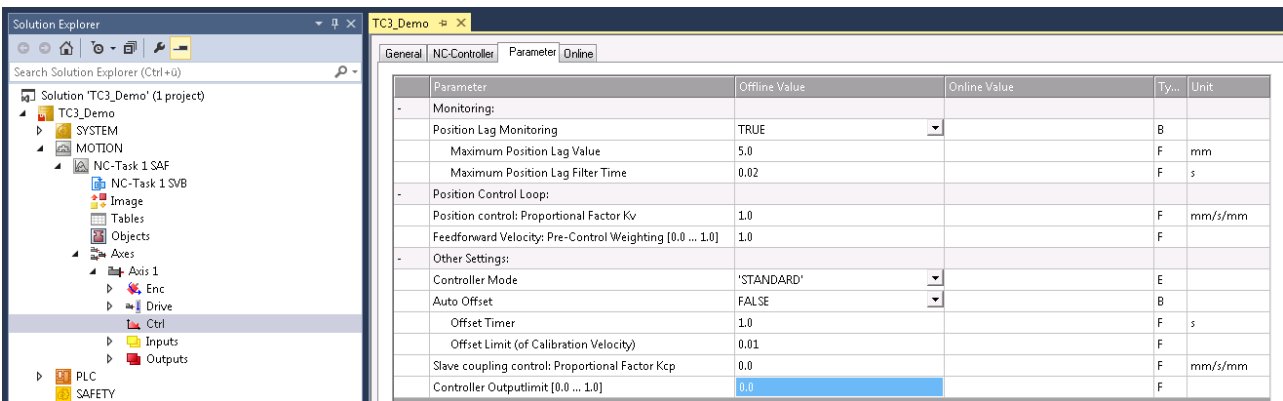 Solution Explorer
Search Solution Explorer (Ctrl+ü)
Solution 'TC3_Demo' (1 project)
TC3_Demo
SYSTEM
MOTION
NC-Task 1 SAF
NC-Task 1 SVB
Image
Tables
Objects
Axes
Axis 1
Enc
Drive
Ctrl
Inputs
Outputs
PLC
SAFETY
TC3_Demo
General NC-Controller Parameter Online
Parameter Offline Value Online Value Ty... Unit
- Monitoring:
Position Lag Monitoring TRUE B
Maximum Position Lag Value 5.0 F mm
Maximum Position Lag Filter Time 0.02 F s
- Position Control Loop:
Position control: Proportional Factor Kv 1.0 F mm/s/mm
Feedforward Velocity: Pre-Control Weighting [0.0 ... 1.0] 1.0 F
- Other Settings:
Controller Mode 'STANDARD' E
Auto Offset FALSE B
Offset Timer 1.0 F s
Offset Limit (of Calibration Velocity) 0.01 F
Slave coupling control: Proportional Factor Kcp 0.0 F mm/s/mm
Controller Outputlimit [0.0 ... 1.0] 0.0 F